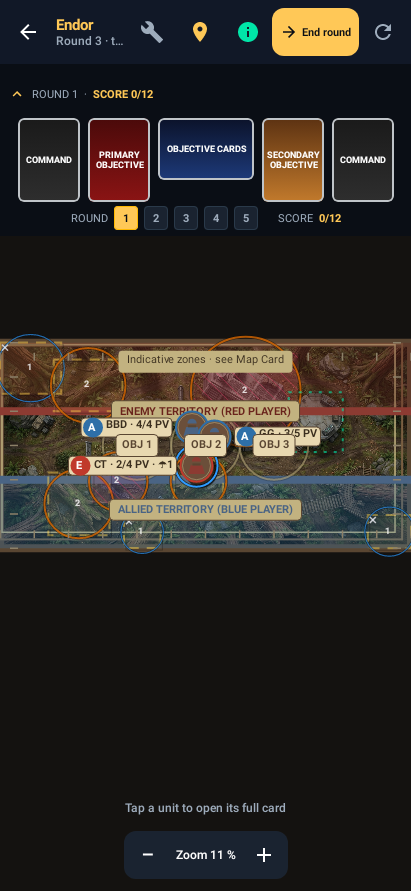 Endor
Round 3 · t...
End round
ROUND 1 · SCORE 0/12
COMMAND
PRIMARY OBJECTIVE
OBJECTIVE CARDS
SECONDARY OBJECTIVE
COMMAND
ROUND 1 2 3 4 5 SCORE 0/12
Indicative zones · see Map Card
1
2
2
ENEMY TERRITORY (RED PLAYER)
A BBD · 4/4 PV
A GG · 3/5 PV
OBJ 1
OBJ 2
OBJ 3
E CT · 2/4 PV · ☂1
2
2
ALLIED TERRITORY (BLUE PLAYER)
1
1
Tap a unit to open its full card
− Zoom 11 % +